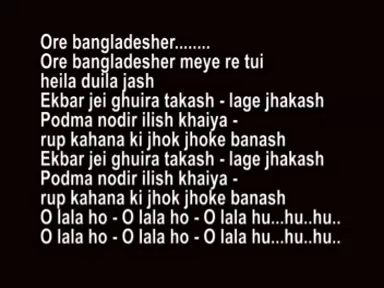 Ore bangladesher........
Ore bangladesher meye re tui
heila duila jash
Ekbar jei ghuira takash - lage jhakash
Podma nodir ilish khaiya -
rup kahana ki jhok jhoke banash
Ekbar jei ghuira takash - lage jhakash
Podma nodir ilish khaiya -
rup kahana ki jhok jhoke banash
O lala ho - O lala ho - O lala hu...hu..hu..
O lala ho - O lala ho - O lala hu...hu..hu..